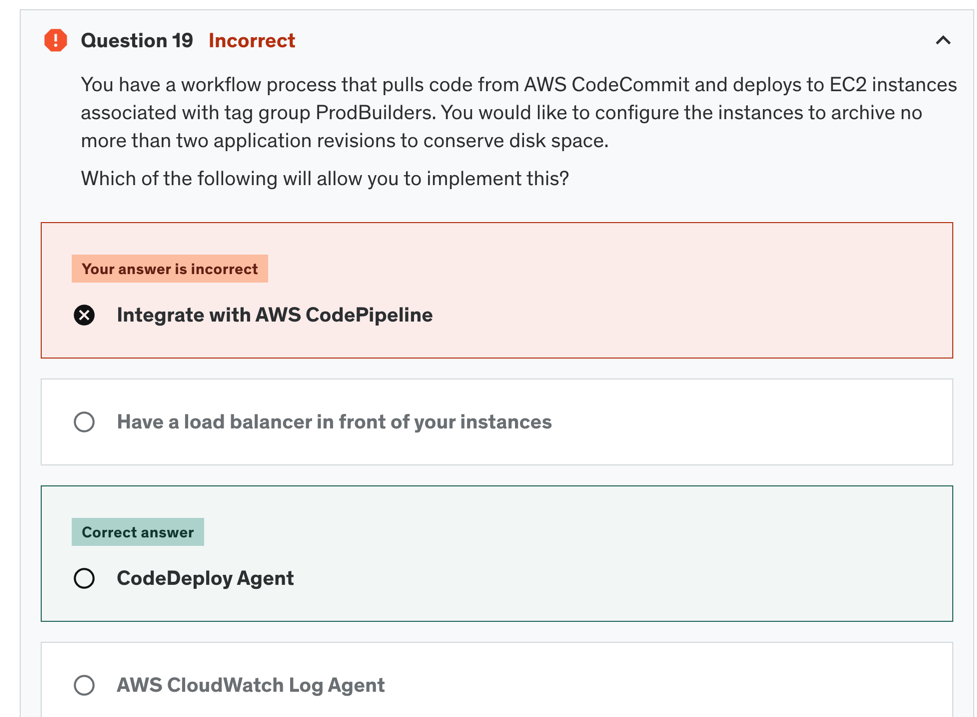 Question 19 Incorrect
You have a workflow process that pulls code from AWS CodeCommit and deploys to EC2 instances
associated with tag group ProdBuilders. You would like to configure the instances to archive no
more than two application revisions to conserve disk space.
Which of the following will allow you to implement this?
Your answer is incorrect
Integrate with AWS CodePipeline
Have a load balancer in front of your instances
Correct answer
CodeDeploy Agent
AWS CloudWatch Log Agent